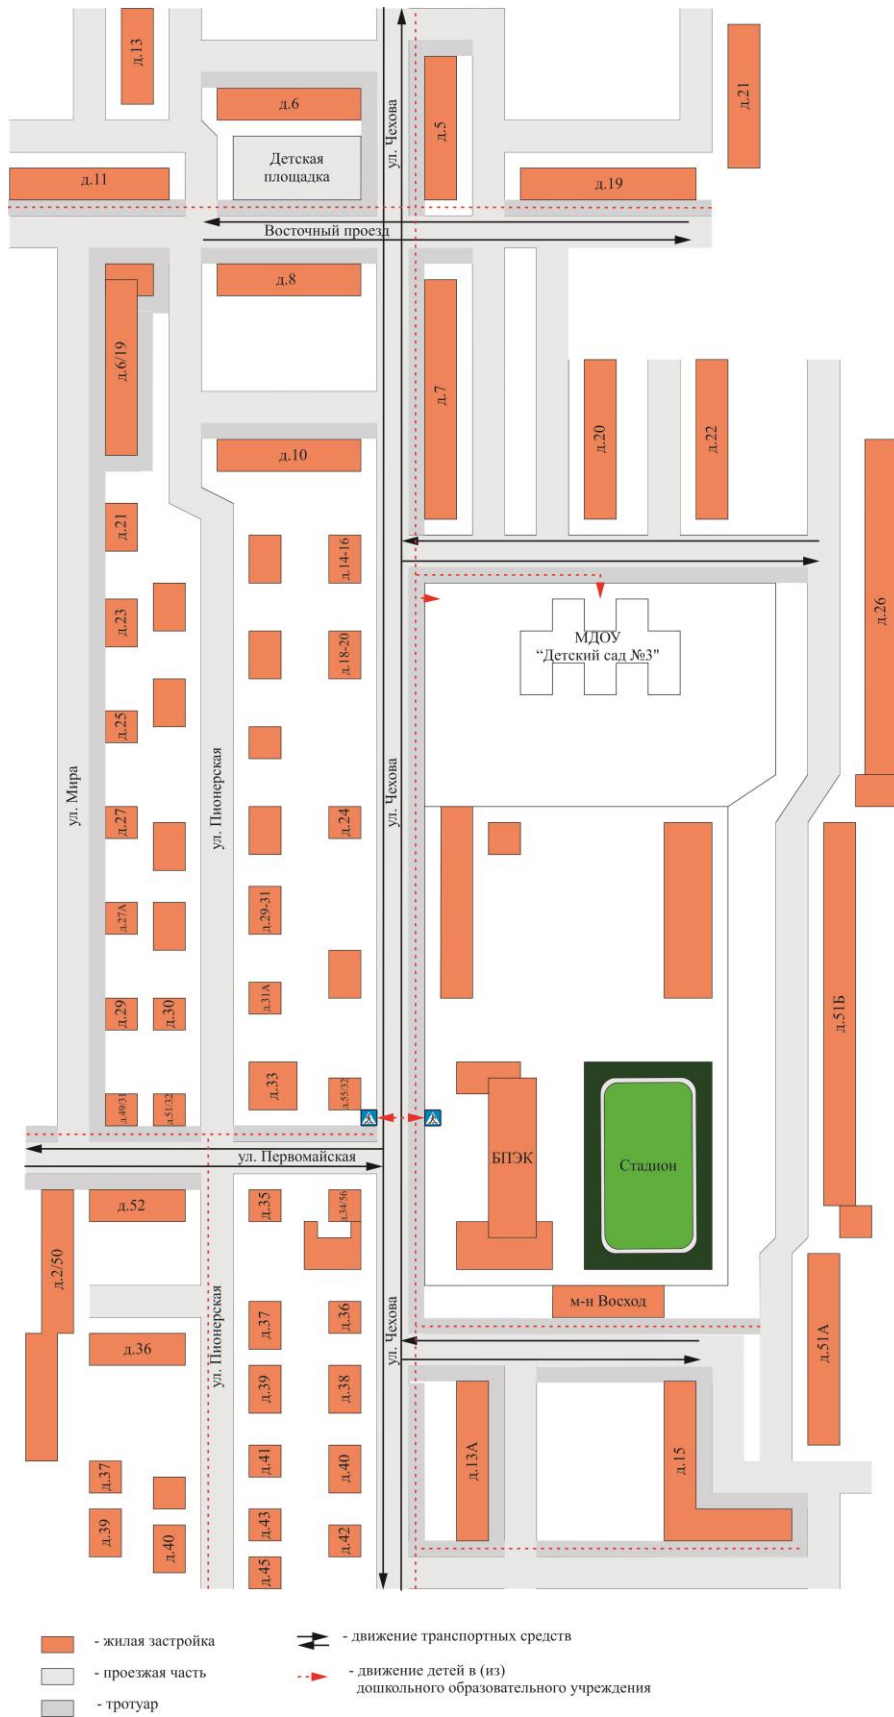 д.13
д.6
ул. Чехова
д.5
д.21
Детская
площадка
д.11
д.19
Восточный проезд
д.8
д.6/19
д.7
д.20
д.22
д.10
д.21
д.14-16
д.26
д.23
д.18-20
МДОУ
“Детский сад №3"
д.25
ул. Мира
ул. Пионерская
ул. Чехова
д.27
д.24
д.27А
д.29-31
д.29
д.30
д.31А
д.51Б
д.33
д.49/31
д.51/32
д.55/32
ул. Первомайская
БПЭК
Стадион
д.52
д.35
д.34/56
д.2/50
ул. Пионерская
ул. Чехова
м-н Восход
д.37
д.36
д.51А
д.36
д.39
д.38
д.13А
д.15
д.37
д.41
д.40
д.39
д.40
д.43
д.42
д.45
- жилая застройка
- движение транспортных средств
- проезжая часть
- движение детей в (из)
дошкольного образовательного учреждения
- тротуар